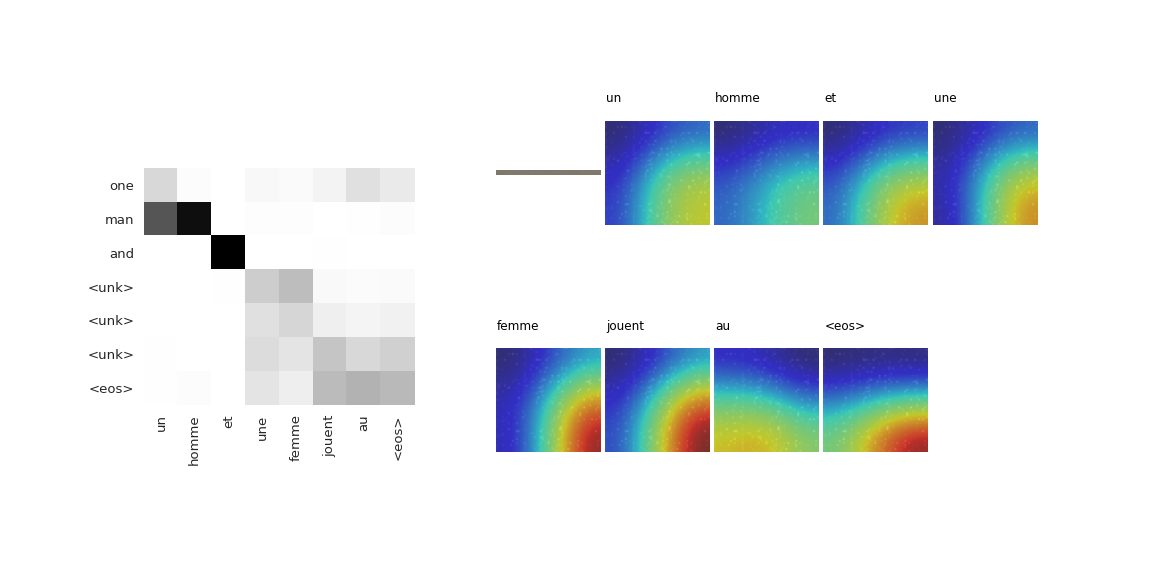 un homme et une
one
man
and
<unk>
<unk>
<unk>
<eos>
un homme et une femme jouent au <eos>
femme jouent au <eos>